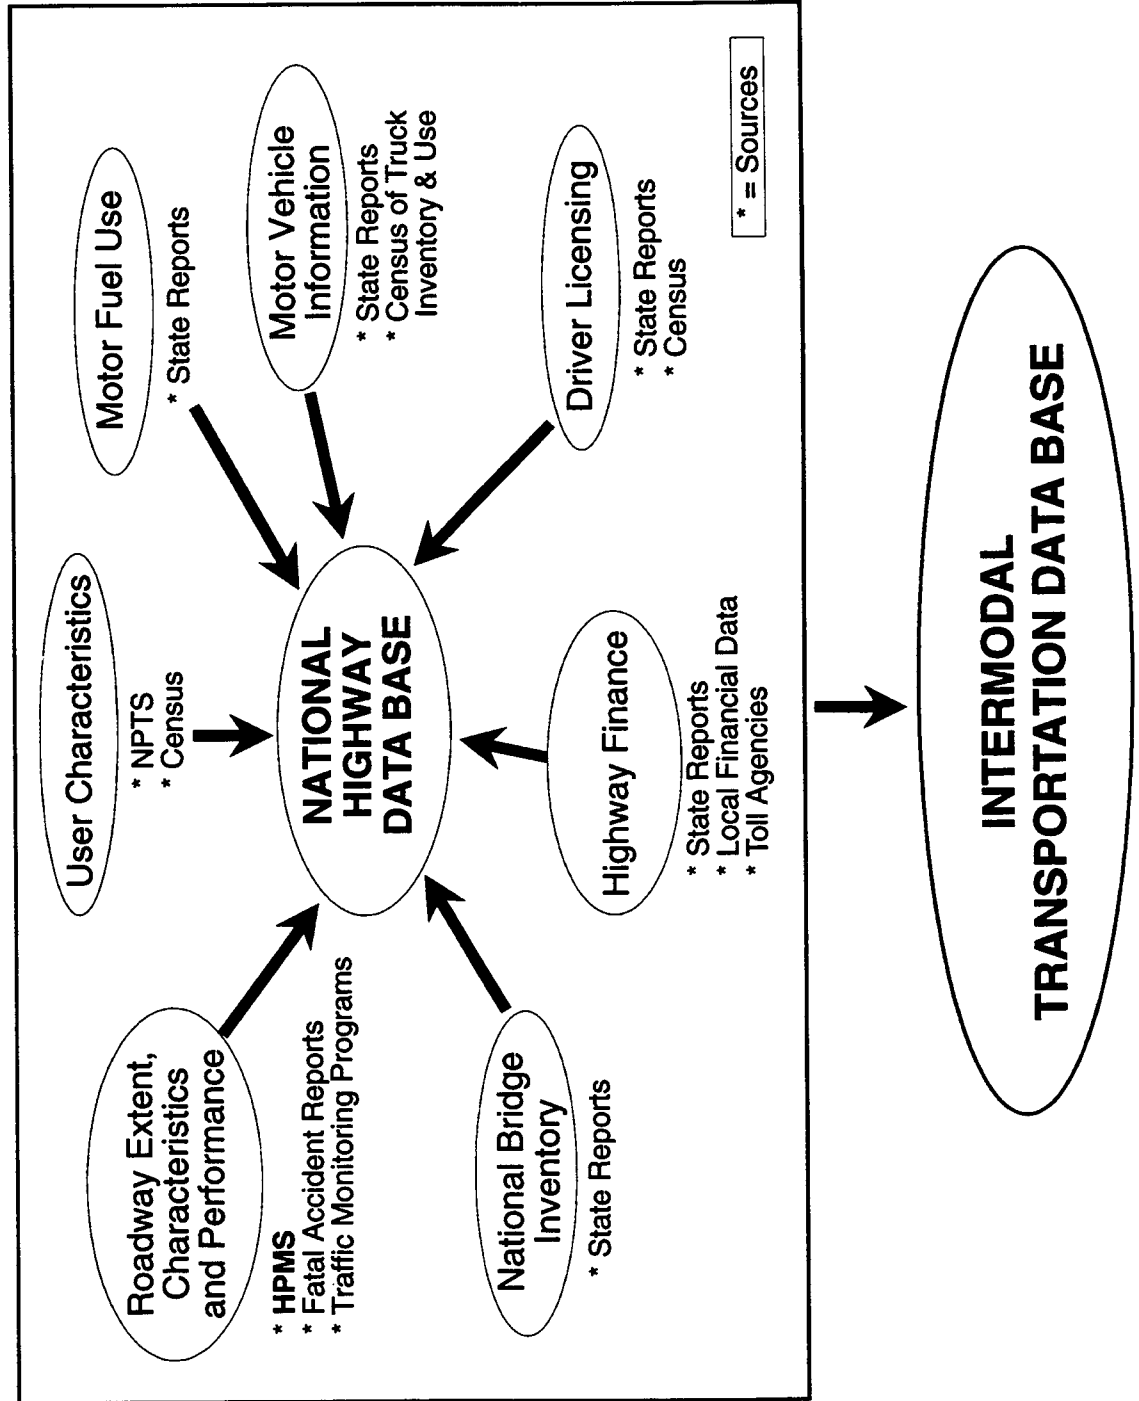 User Characteristics
* NPTS
* Census
Roadway Extent,
Characteristics
and Performance
* HPMS
* Fatal Accident Reports
* Traffic Monitoring Programs
Motor Fuel Use
* State Reports
Motor Vehicle
Information
* State Reports
* Census of Truck
Inventory & Use
NATIONAL
HIGHWAY
DATA BASE
National Bridge
Inventory
* State Reports
Highway Finance
* State Reports
* Local Financial Data
* Toll Agencies
Driver Licensing
* State Reports
* Census
* = Sources
INTERMODAL
TRANSPORTATION DATA BASE